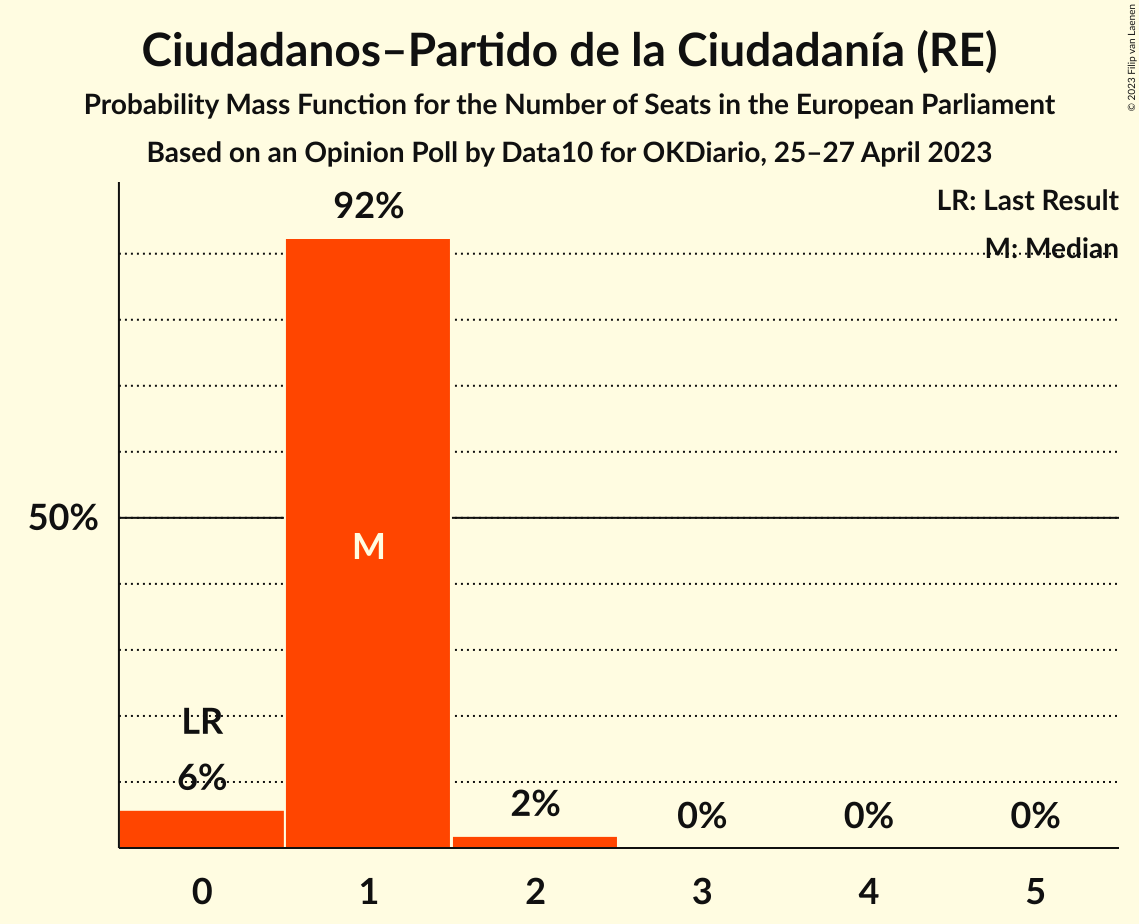 Ciudadanos–Partido de la Ciudadanía (RE)
Probability Mass Function for the Number of Seats in the European Parliament
Based on an Opinion Poll by Data10 for OKDiario, 25–27 April 2023
© 2023 Filip van Laenen
LR: Last Result
M: Median
92%
50%
M
LR
6%
2%
0%
0%
0%
0
1
2
3
4
5